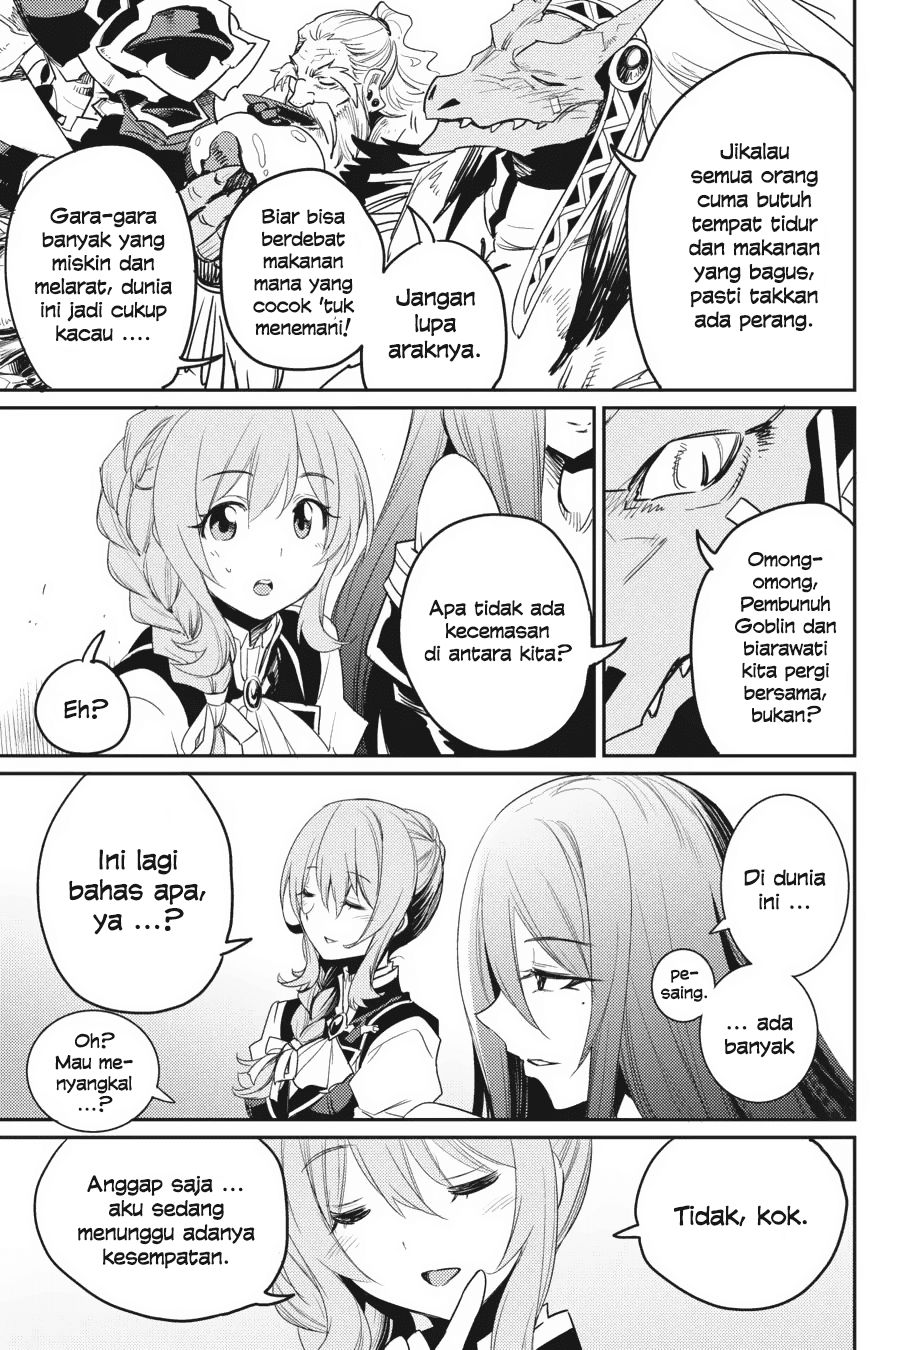 Jikalau
semua orang
cuma butuh
tempat tidur
dan makanan
yang bagus,
pasti takkan
ada perang.
Jangan
lupa
araknya.
Biar bisa
berdebat
makanan
mana yang
cocok 'tuk
menemani!
Gara-gara
banyak yang
miskin dan
melarat, dunia
ini jadi cukup
kacau ....
Omong-
omong,
Pembunuh
Goblin dan
biarawati
kita pergi
bersama,
bukan?
Apa tidak ada
kecemasan
di antara kita?
Eh?
Di dunia
ini ...
... ada
banyak
pe-
saing.
Ini lagi
bahas apa,
ya ...?
Oh?
Mau me-
nyangkal
...?
Tidak, kok.
Anggap saja ...
aku sedang
menunggu adanya
kesempatan.